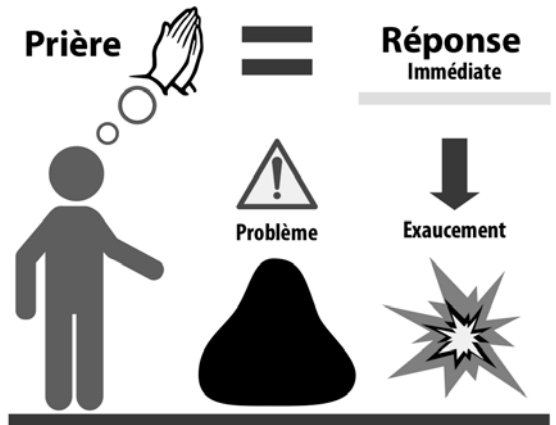 Prière
Réponse
Immédiate
Problème
Exaucement